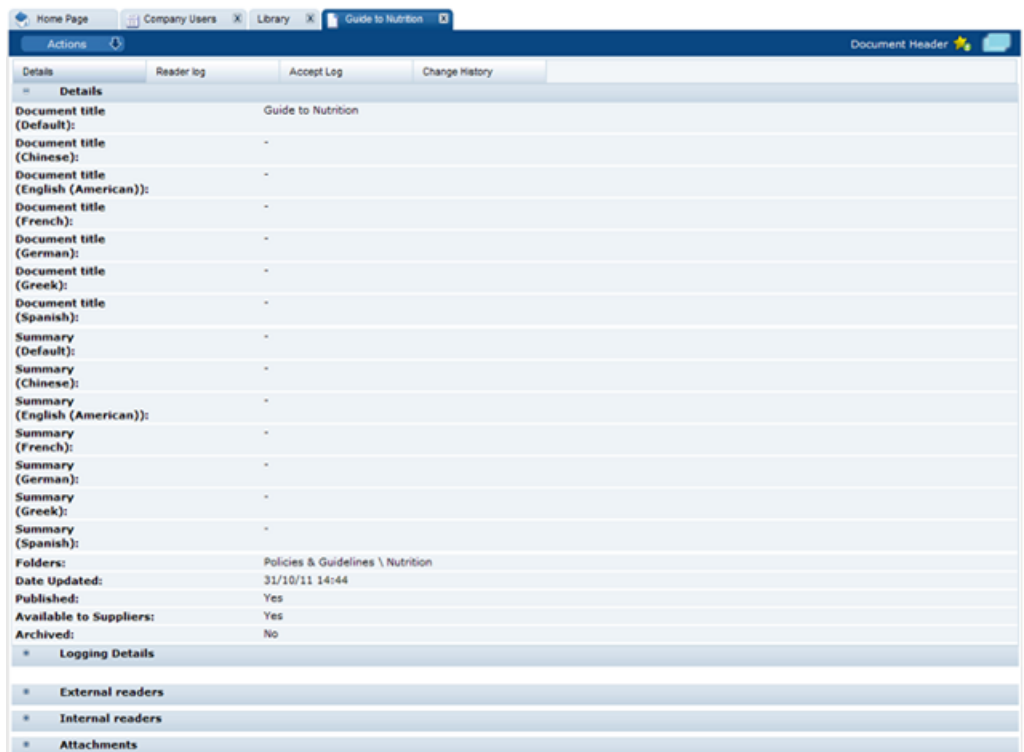 Home Page Company Users X Library X Guide to Nutrition X
Actions Document Header
Details Reader log Accept Log Change History
Details
Document title Guide to Nutrition
(Default):
Document title -
(Chinese):
Document title -
(English (American)):
Document title -
(French):
Document title -
(German):
Document title -
(Greek):
Document title -
(Spanish):
Summary -
(Default):
Summary -
(Chinese):
Summary -
(English (American)):
Summary -
(French):
Summary -
(German):
Summary -
(Greek):
Summary -
(Spanish):
Folders: Policies & Guidelines \ Nutrition
Date Updated: 31/10/11 14:44
Published: Yes
Available to Suppliers: Yes
Archived: No
Logging Details
External readers
Internal readers
Attachments